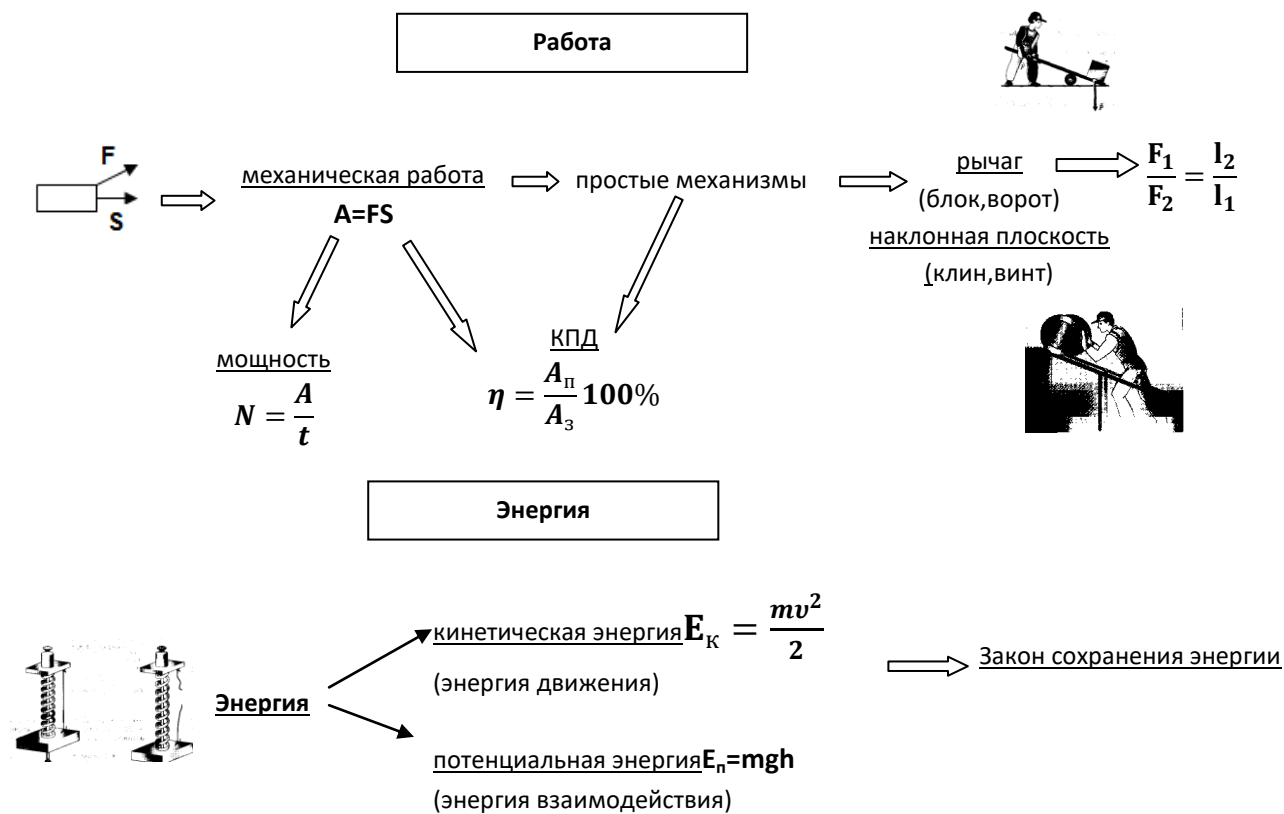 Работа
F
S
механическая работа
A=FS
простые механизмы
рычаг
(блок,ворот)
F₁/F₂ = l₂/l₁
наклонная плоскость
(клин,винт)
мощность
N = A/t
КПД
η = Aп/Aз 100%
Энергия
Энергия
кинетическая энергия Eк = mv²/2
(энергия движения)
потенциальная энергияEп=mgh
(энергия взаимодействия)
Закон сохранения энергии